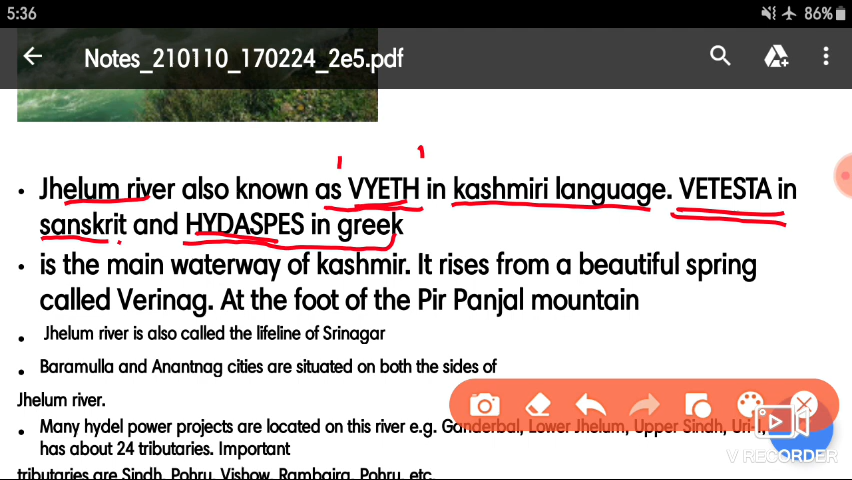 5:36
86%
Notes_210110_170224_2e5.pdf
• Jhelum river also known as VYETH in kashmiri language. VETESTA in
sanskrit and HYDASPES in greek
• is the main waterway of kashmir. It rises from a beautiful spring
called Verinag. At the foot of the Pir Panjal mountain
• Jhelum river is also called the lifeline of Srinagar
• Baramulla and Anantnag cities are situated on both the sides of
Jhelum river.
• Many hydel power projects are located on this river e.g. Ganderbal, Lower Jhelum, Upper Sindh, Uri-I,
has about 24 tributaries. Important
tributaries are Sindh, Pohru, Vishow, Rambaira, Pohru, etc.
V RECORDER